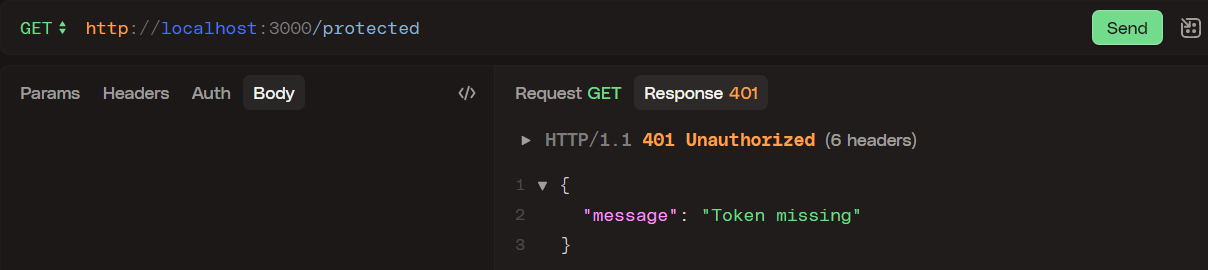 GET http://localhost:3000/protected Send
Params Headers Auth Body </>
Request GET Response 401
HTTP/1.1 401 Unauthorized (6 headers)
1 {
2 "message": "Token missing"
3 }